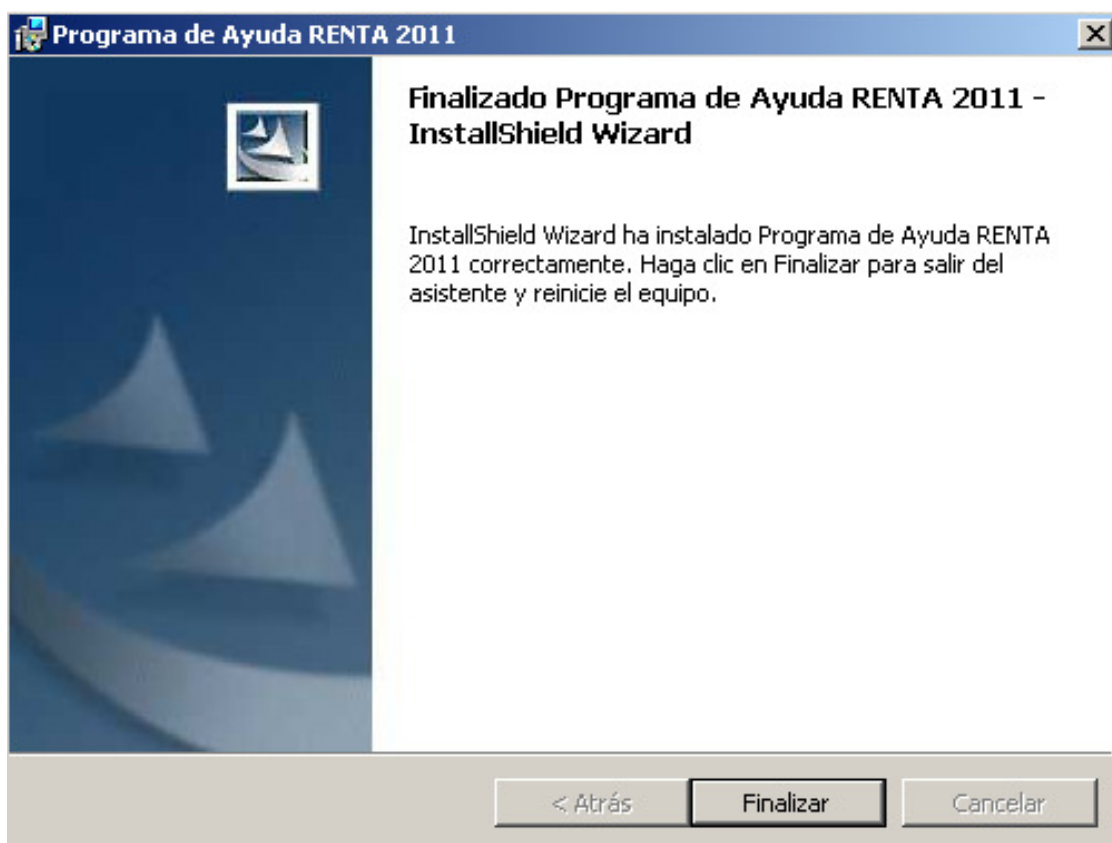 Programa de Ayuda RENTA 2011
Finalizado Programa de Ayuda RENTA 2011 -
InstallShield Wizard
InstallShield Wizard ha instalado Programa de Ayuda RENTA
2011 correctamente. Haga clic en Finalizar para salir del
asistente y reinicie el equipo.
< Atrás
Finalizar
Cancelar